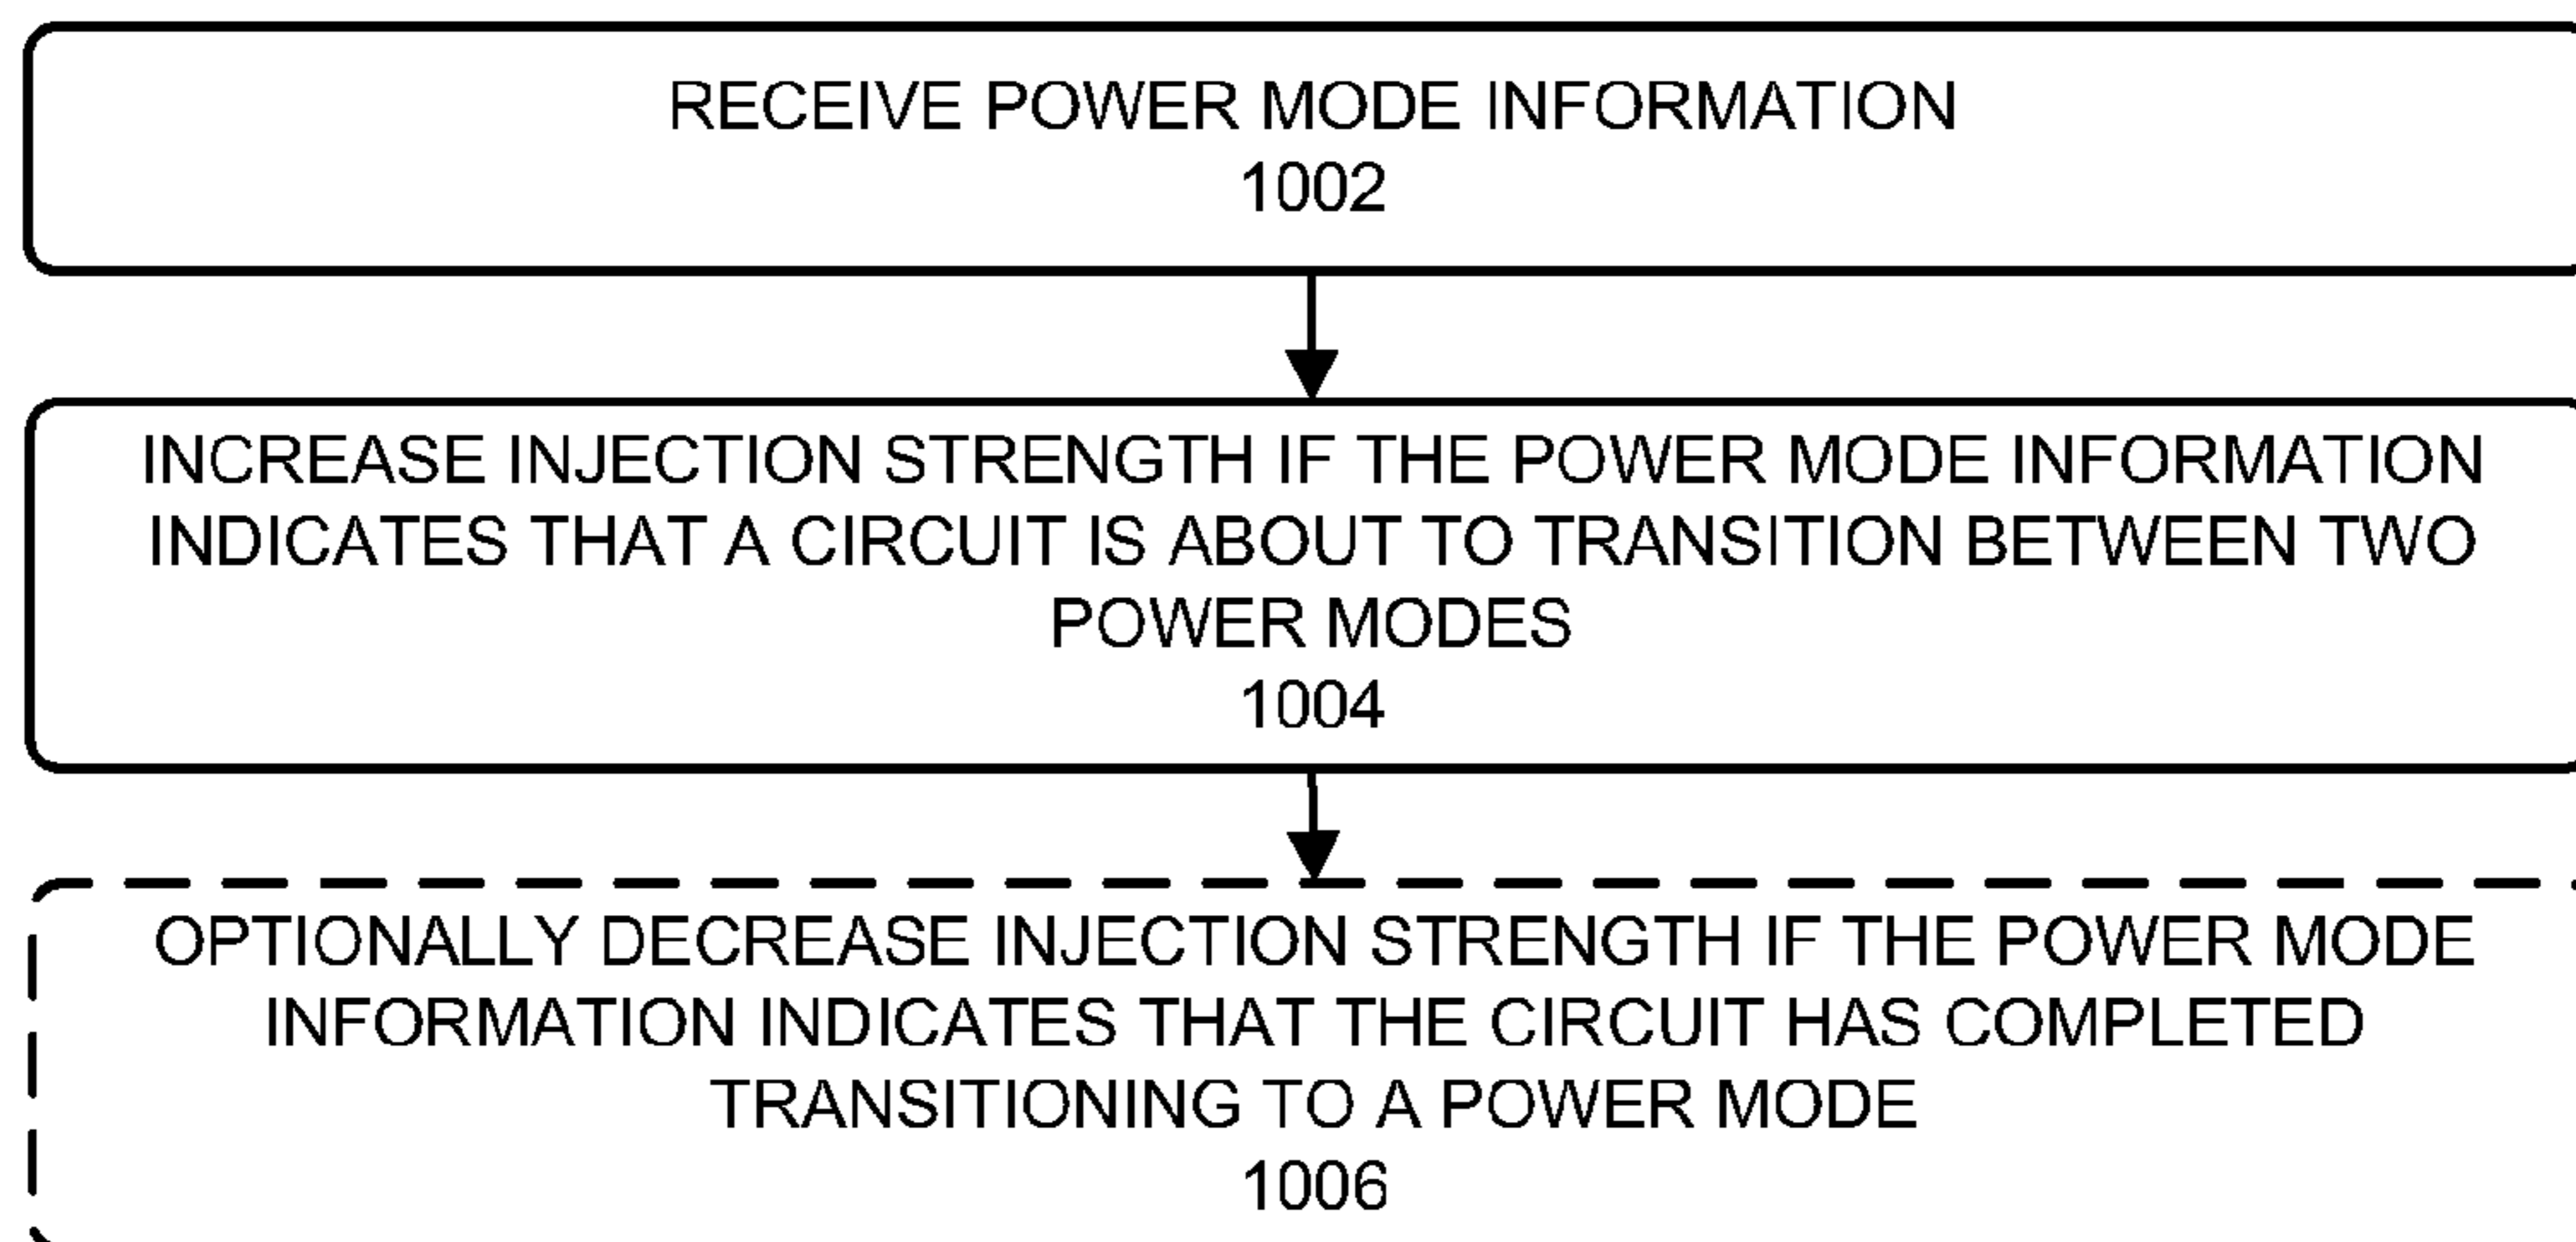 RECEIVE POWER MODE INFORMATION
1002
INCREASE INJECTION STRENGTH IF THE POWER MODE INFORMATION
INDICATES THAT A CIRCUIT IS ABOUT TO TRANSITION BETWEEN TWO
POWER MODES
1004
OPTIONALLY DECREASE INJECTION STRENGTH IF THE POWER MODE
INFORMATION INDICATES THAT THE CIRCUIT HAS COMPLETED
TRANSITIONING TO A POWER MODE
1006